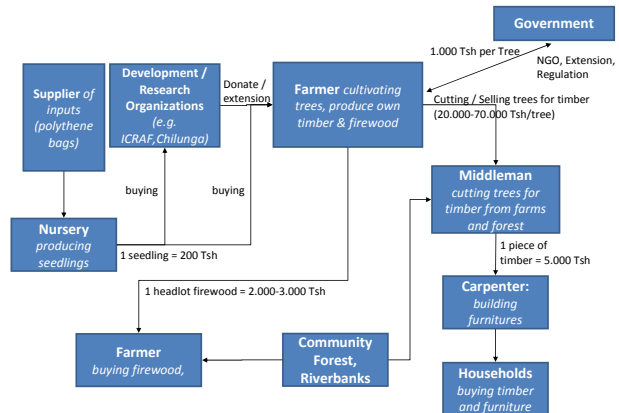 Government
1.000 Tsh per Tree
NGO, Extension,
Regulation
Supplier of
inputs
(polythene
bags)
Development /
Research
Organizations
(e.g.
ICRAF,Chilunga)
Donate /
extension
Farmer cultivating
trees, produce own
timber & firewood
Cutting / Selling trees for timber
(20.000-70.000 Tsh/tree)
buying
buying
Middleman
cutting trees for
timber from farms
and forest
Nursery
producing
seedlings
1 seedling = 200 Tsh
1 piece of
timber = 5.000 Tsh
1 headlot firewood = 2.000-3.000 Tsh
Carpenter:
building
furnitures
Farmer
buying firewood,
Community
Forest,
Riverbanks
Households
buying timber
and furniture